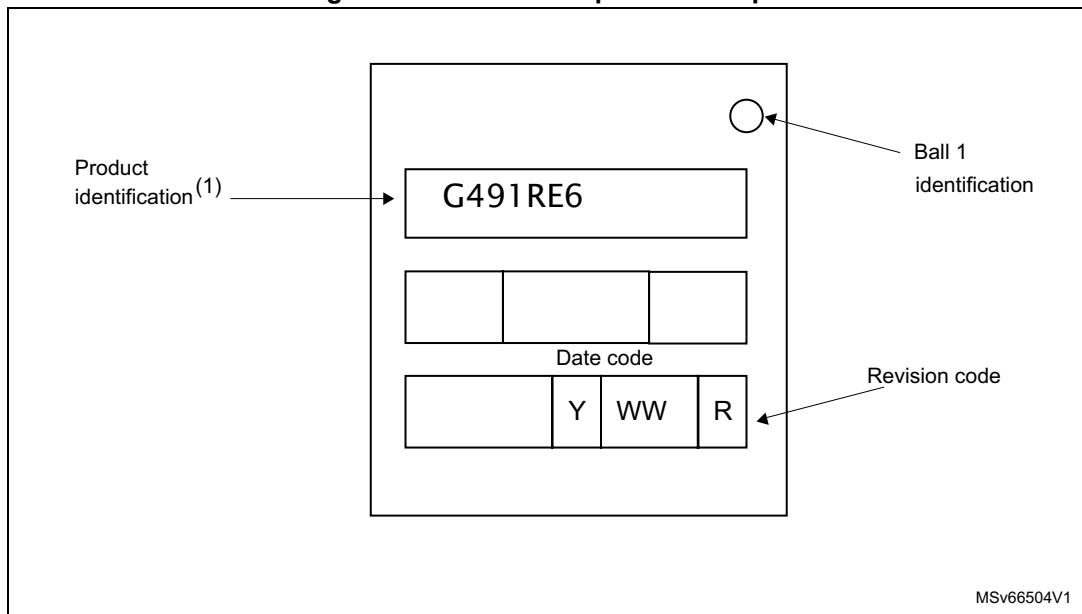 Ball 1
identification
Product
identification(1)
G491RE6
Date code
Revision code
Y WW R
MSv66504V1